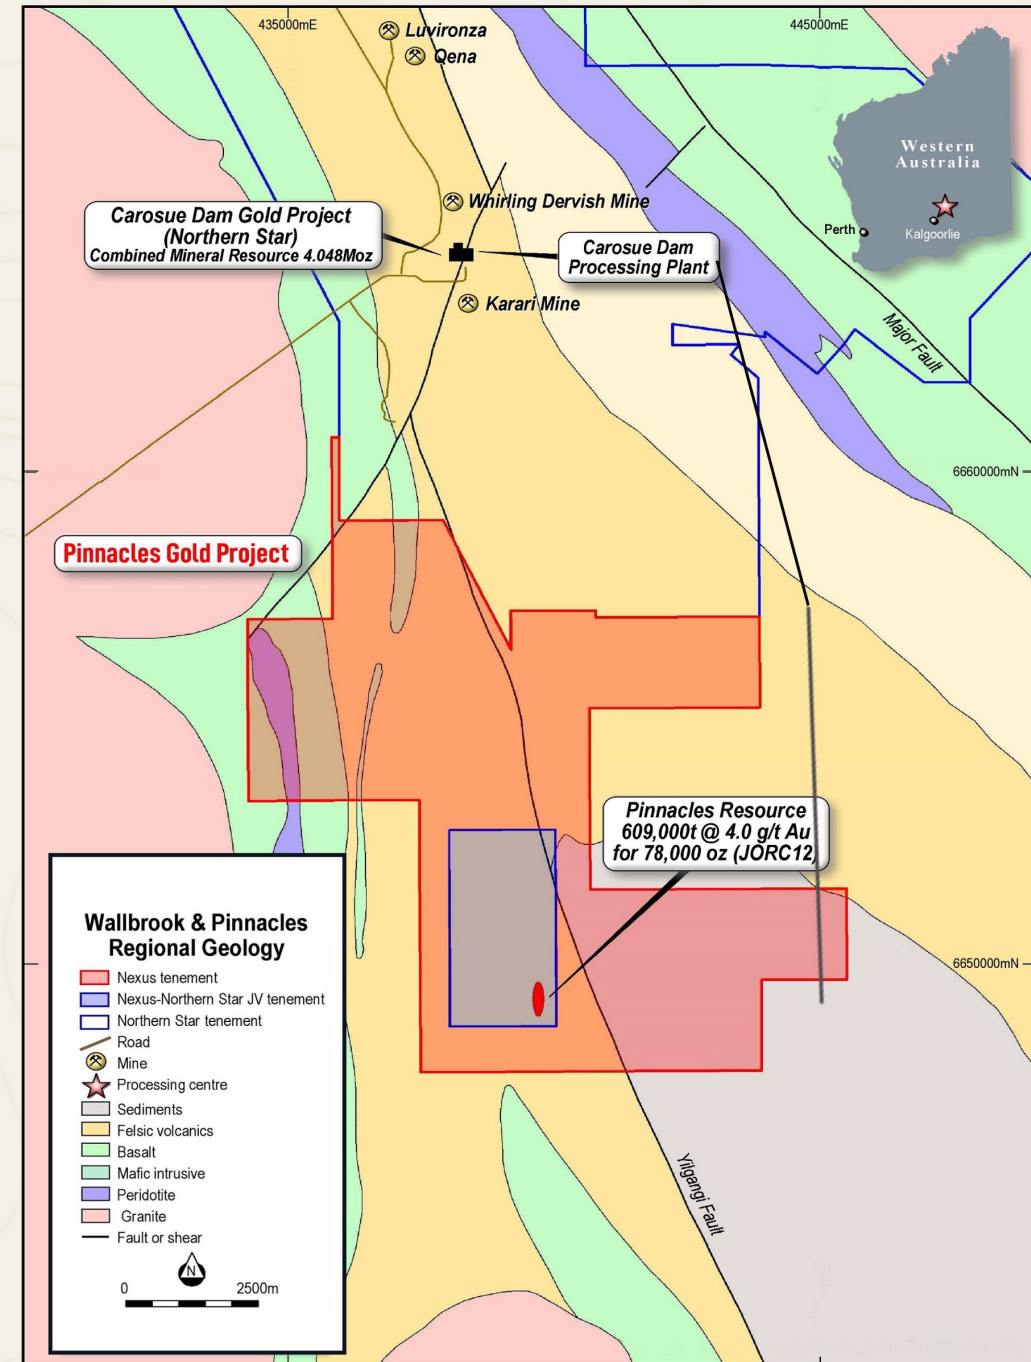 435000mE
445000mE
Luvironza
Qena
Western
Australia
Perth
Kalgoorlie
Whirling Dervish Mine
Carosue Dam Gold Project
(Northern Star)
Combined Mineral Resource 4.048Moz
Carosue Dam
Processing Plant
Karari Mine
Major Fault
6660000mN
Pinnacles Gold Project
Pinnacles Resource
609,000t @ 4.0 g/t Au
for 78,000 oz (JORC12)
6650000mN
Yilgangi Fault
Wallbrook & Pinnacles
Regional Geology
Nexus tenement
Nexus-Northern Star JV tenement
Northern Star tenement
Road
Mine
Processing centre
Sediments
Felsic volcanics
Basalt
Mafic intrusive
Peridotite
Granite
Fault or shear
N
0 2500m